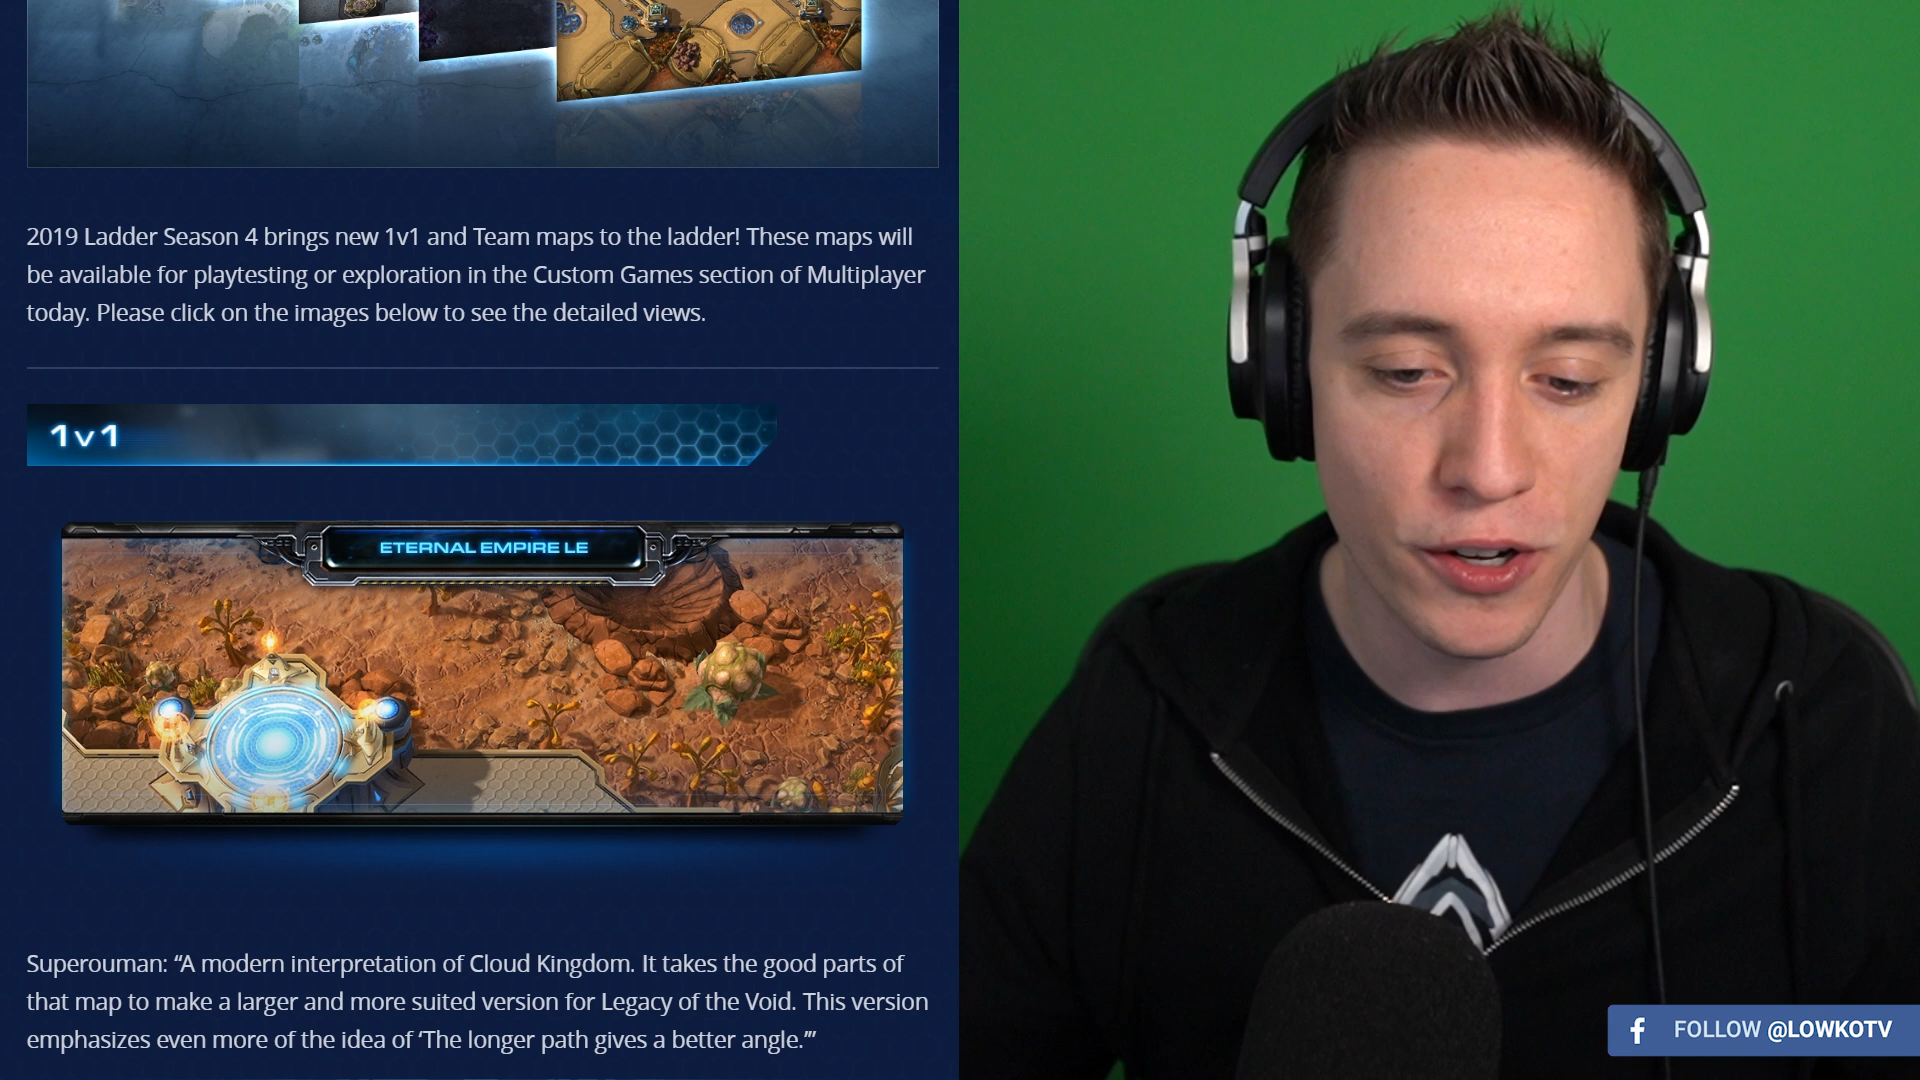 2019 Ladder Season 4 brings new 1v1 and Team maps to the ladder! These maps will
be available for playtesting or exploration in the Custom Games section of Multiplayer
today. Please click on the images below to see the detailed views.
1v1
ETERNAL EMPIRE LE
Superouman: “A modern interpretation of Cloud Kingdom. It takes the good parts of
that map to make a larger and more suited version for Legacy of the Void. This version
emphasizes even more of the idea of ‘The longer path gives a better angle.’”
FOLLOW @LOWKOTV